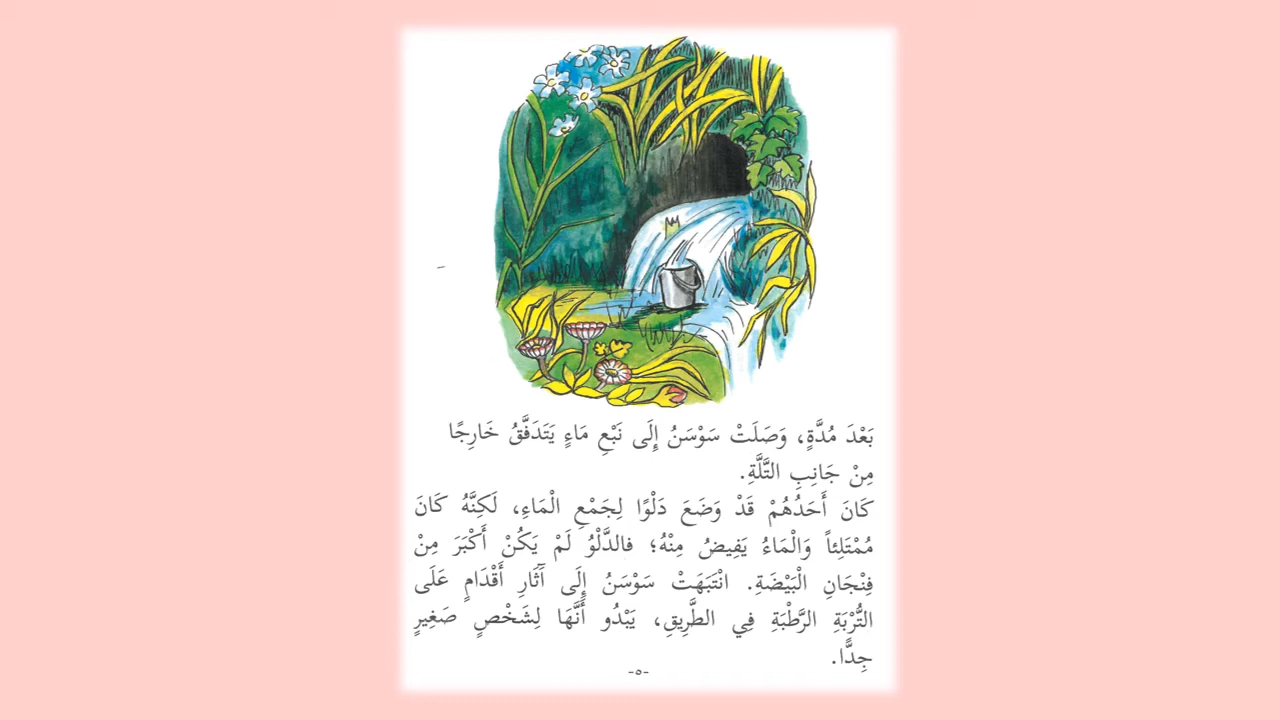 بَعْدَ مُدَّةٍ، وَصَلَتْ سَوْسَنُ إِلَى نَبْعِ مَاءٍ يَتَدَفَّقُ خَارِجًا
مِنْ جَانِبِ التَّلَّةِ.
كَانَ أَحَدُهُمْ قَدْ وَضَعَ دَلْوًا لِجَمْعِ الْمَاءِ، لَكِنَّهُ كَانَ
مُمْتَلِئاً وَالْمَاءُ يَفِيضُ مِنْهُ؛ فالدَّلْوُ لَمْ يَكُنْ أَكْبَرَ مِنْ
فِنْجَانِ الْبَيْضَةِ. انْتَبَهَتْ سَوْسَنُ إِلَى آثَارِ أَقْدَامٍ عَلَى
التُّرْبَةِ الرَّطْبَةِ فِي الطَّرِيقِ، يَبْدُو أَنَّهَا لِشَخْصٍ صَغِيرٍ
جِدًّا.
-٥-